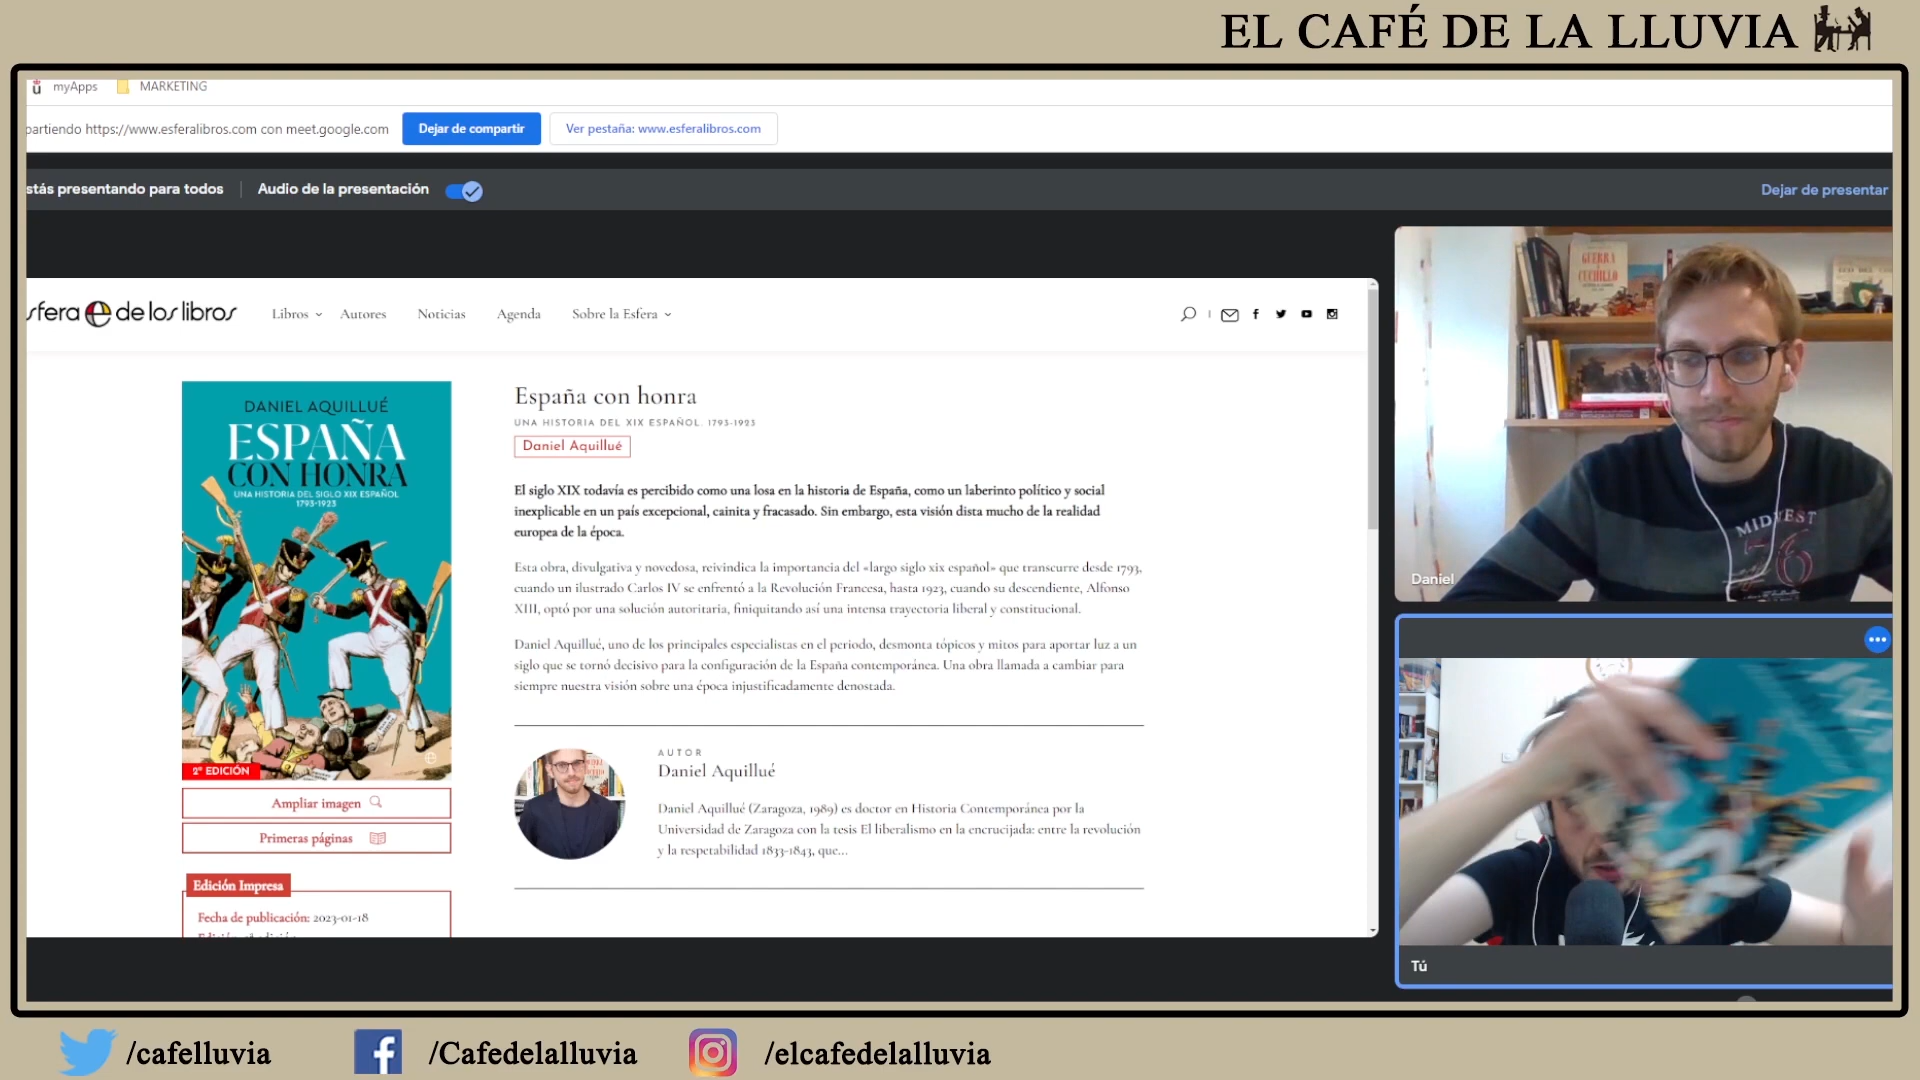 EL CAFÉ DE LA LLUVIA
myApps
MARKETING
partiendo https://www.esferalibros.com con meet.google.com
Dejar de compartir
Ver pestaña: www.esferalibros.com
stás presentando para todos
Audio de la presentación
Dejar de presentar
sfera de los libros
Libros
Autores
Noticias
Agenda
Sobre la Esfera
DANIEL AQUILLUÉ
ESPAÑA
CON HONRA
UNA HISTORIA DEL SIGLO XIX ESPAÑOL
1793-1923
2ª EDICIÓN
Ampliar imagen
Primeras páginas
Edición Impresa
Fecha de publicación: 2023-01-18
España con honra
UNA HISTORIA DEL XIX ESPAÑOL. 1793-1923
Daniel Aquillué
El siglo XIX todavía es percibido como una losa en la historia de España, como un laberinto político y social
inexplicable en un país excepcional, cainita y fracasado. Sin embargo, esta visión dista mucho de la realidad
europea de la época.
Esta obra, divulgativa y novedosa, reivindica la importancia del «largo siglo xix español» que transcurre desde 1793,
cuando un ilustrado Carlos IV se enfrentó a la Revolución Francesa, hasta 1923, cuando su descendiente, Alfonso
XIII, optó por una solución autoritaria, finiquitando así una intensa trayectoria liberal y constitucional.
Daniel Aquillué, uno de los principales especialistas en el periodo, desmonta tópicos y mitos para aportar luz a un
siglo que se tornó decisivo para la configuración de la España contemporánea. Una obra llamada a cambiar para
siempre nuestra visión sobre una época injustificadamente denostada.
AUTOR
Daniel Aquillué
Daniel Aquillué (Zaragoza, 1989) es doctor en Historia Contemporánea por la
Universidad de Zaragoza con la tesis El liberalismo en la encrucijada: entre la revolución
y la respetabilidad 1833-1843, que...
GUERRA
CUCHILLO
MIDWEST
76
Daniel
Tú
/cafelluvia
/Cafedelalluvia
/elcafedelalluvia